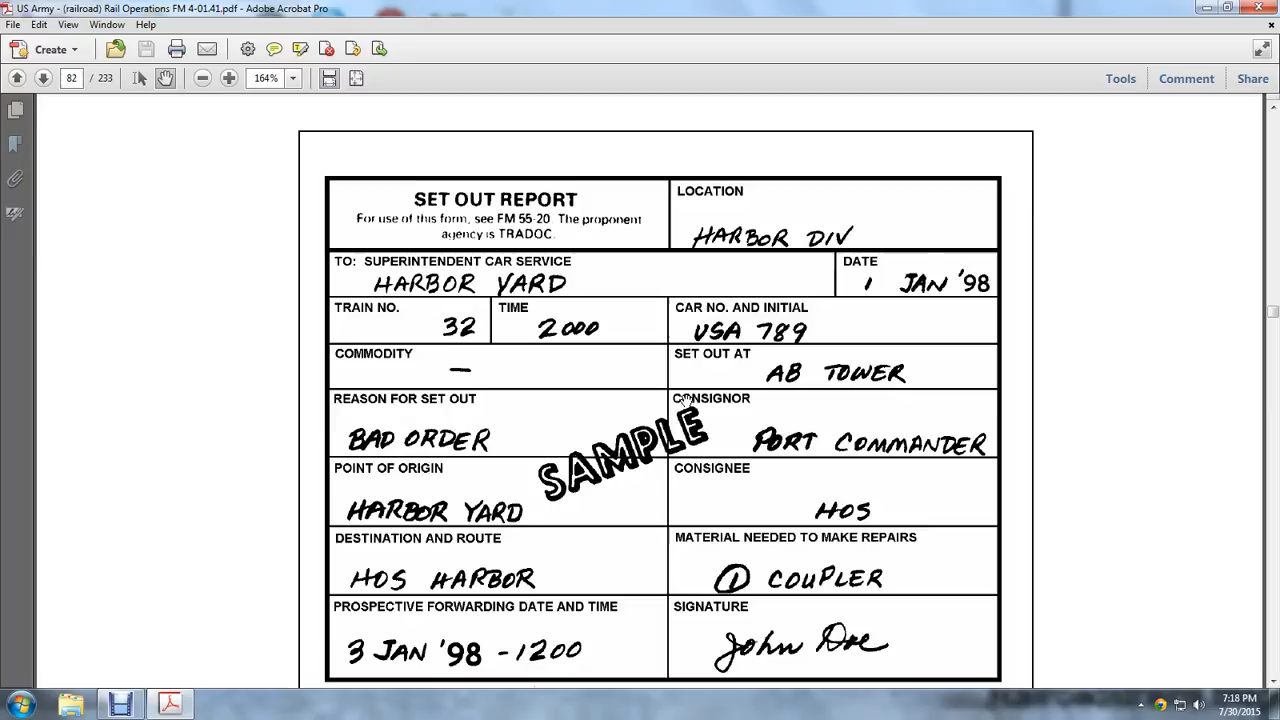 US Army - (railroad) Rail Operations FM 4-01.41.pdf - Adobe Acrobat Pro
File Edit View Window Help
Create
82 / 233 164% Tools Comment Share
SET OUT REPORT
For use of this form, see FM 55-20. The proponent
agency is TRADOC.
LOCATION
HARBOR DIV
TO: SUPERINTENDENT CAR SERVICE
HARBOR YARD
DATE
1 JAN '98
TRAIN NO.
32
TIME
2000
CAR NO. AND INITIAL
USA 789
COMMODITY
—
SET OUT AT
AB TOWER
REASON FOR SET OUT
BAD ORDER
CONSIGNOR
PORT COMMANDER
SAMPLE
POINT OF ORIGIN
HARBOR YARD
CONSIGNEE
HOS
DESTINATION AND ROUTE
HOS HARBOR
MATERIAL NEEDED TO MAKE REPAIRS
① COUPLER
PROSPECTIVE FORWARDING DATE AND TIME
3 JAN '98 - 1200
SIGNATURE
John Doe
7:18 PM
7/30/2015